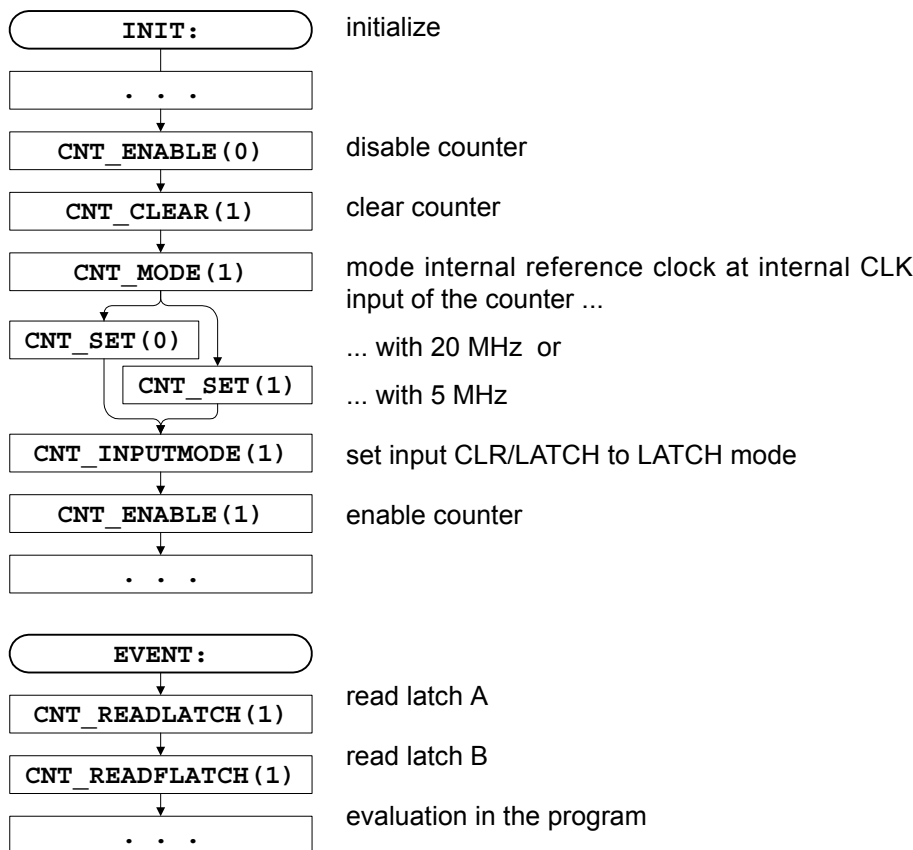 INIT:
initialize
. . .
CNT_ENABLE(0)
disable counter
CNT_CLEAR(1)
clear counter
CNT_MODE(1)
mode internal reference clock at internal CLK
input of the counter ...
CNT_SET(0)
... with 20 MHz or
CNT_SET(1)
... with 5 MHz
CNT_INPUTMODE(1)
set input CLR/LATCH to LATCH mode
CNT_ENABLE(1)
enable counter
. . .
EVENT:
CNT_READLATCH(1)
read latch A
CNT_READFLATCH(1)
read latch B
. . .
evaluation in the program